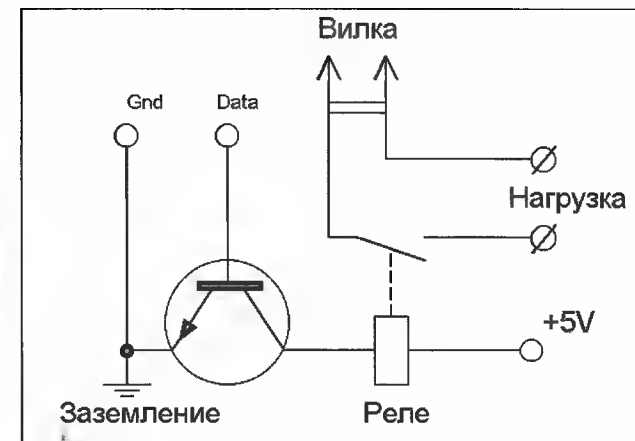 Вилка
Gnd Data
Нагрузка
+5V
Заземление Реле